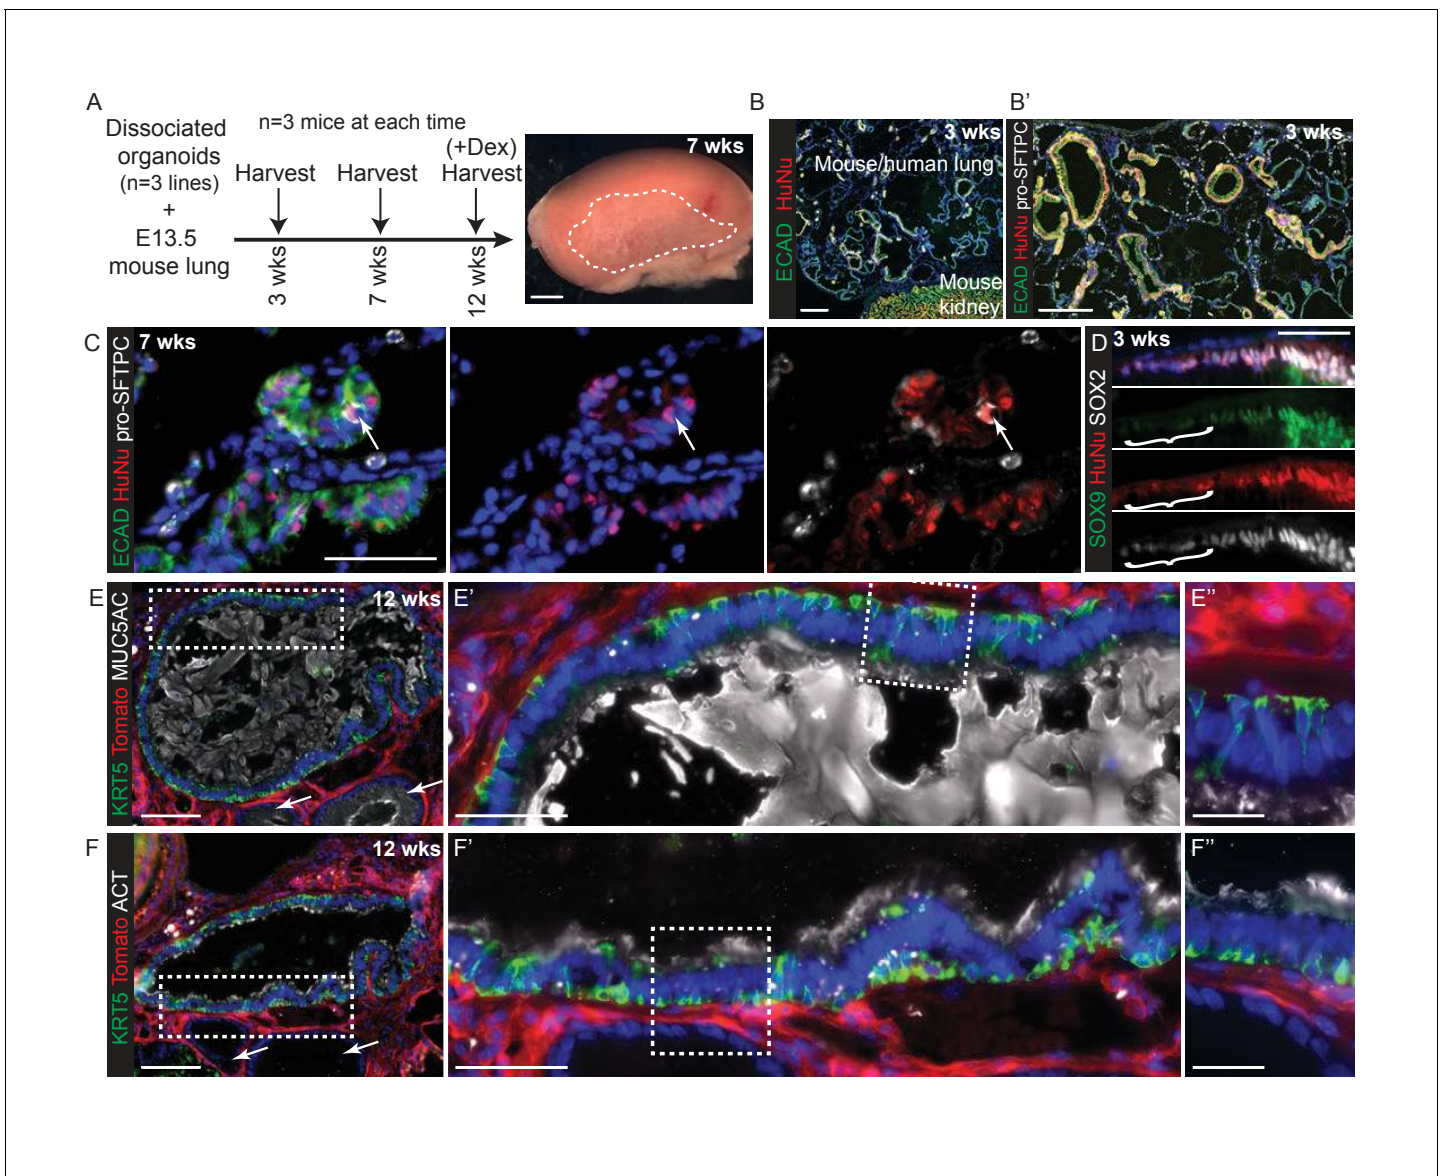 A
Dissociated
organoids
(n=3 lines)
+
E13.5
mouse lung
n=3 mice at each time
(+Dex)
Harvest
Harvest
Harvest
3 wks
7 wks
12 wks
7 wks
B
ECAD HuNu
3 wks
Mouse/human lung
Mouse
kidney
B'
ECAD HuNu pro-SFTPC
3 wks
C
ECAD HuNu pro-SFTPC
7 wks
D
SOX9 HuNu SOX2
3 wks
E
KRT5 Tomato MUC5AC
12 wks
E'
E''
F
KRT5 Tomato ACT
12 wks
F'
F''